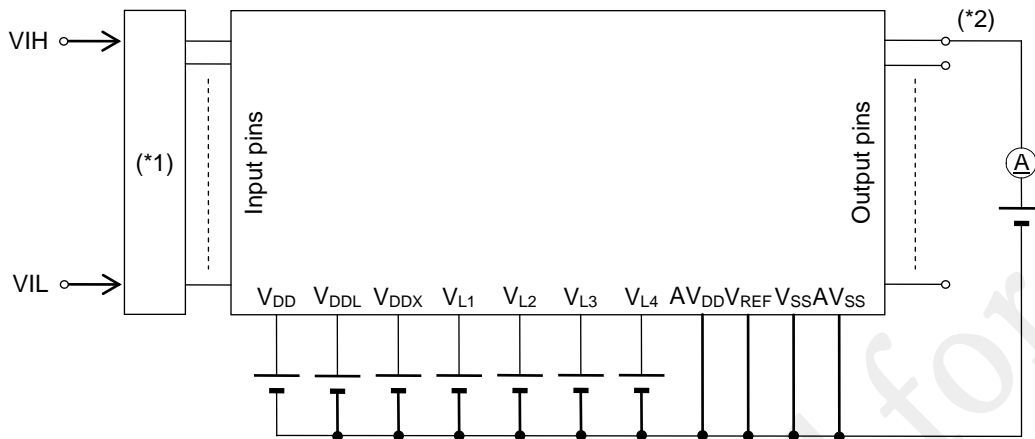 VIH
(*2)
(*1)
Input pins
Output pins
A
VIL
VDD VDDL VDDX VL1 VL2 VL3 VL4 AVDD VREF VSS AVSS
d for